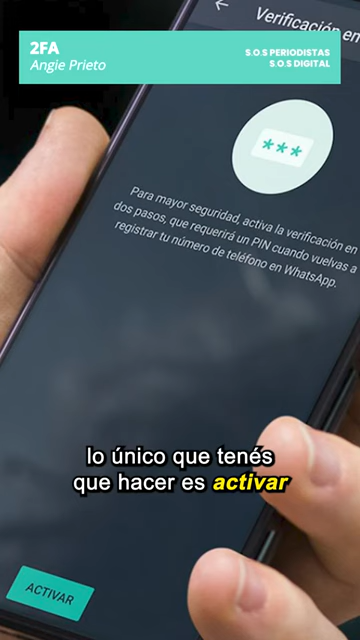 Verificación en
2FA
Angie Prieto
S.O.S PERIODISTAS
S.O.S DIGITAL
***
Para mayor seguridad, activa la verificación en
dos pasos, que requerirá un PIN cuando vuelvas a
registrar tu número de teléfono en WhatsApp.
lo único que tenés
que hacer es activar
ACTIVAR